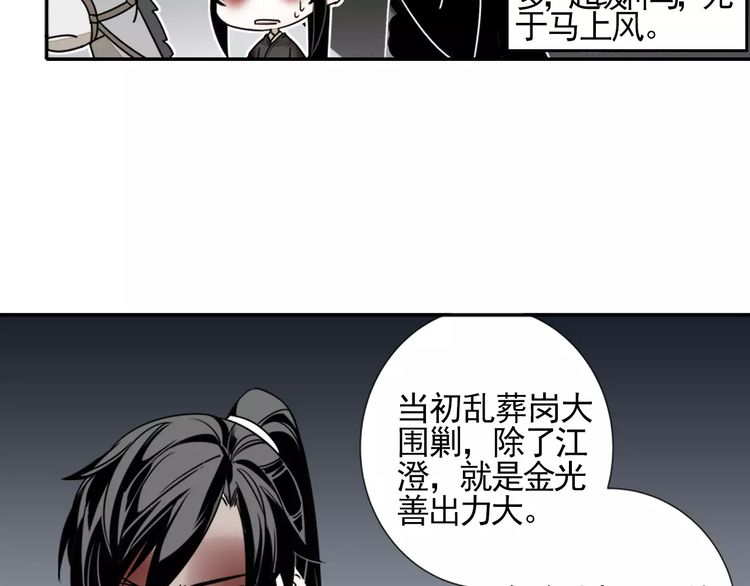 于马上风。
当初乱葬岗大
围剿，除了江
澄，就是金光
善出力大。